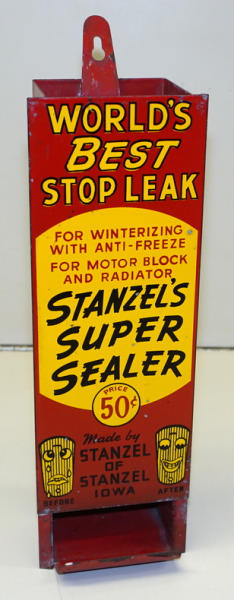 WORLD'S
BEST
STOP LEAK
FOR WINTERIZING
WITH ANTI-FREEZE
FOR MOTOR BLOCK
AND RADIATOR
STANZEL'S
SUPER
SEALER
PRICE
50¢
Made by
STANZEL
OF
STANZEL
IOWA
BEFORE
AFTER